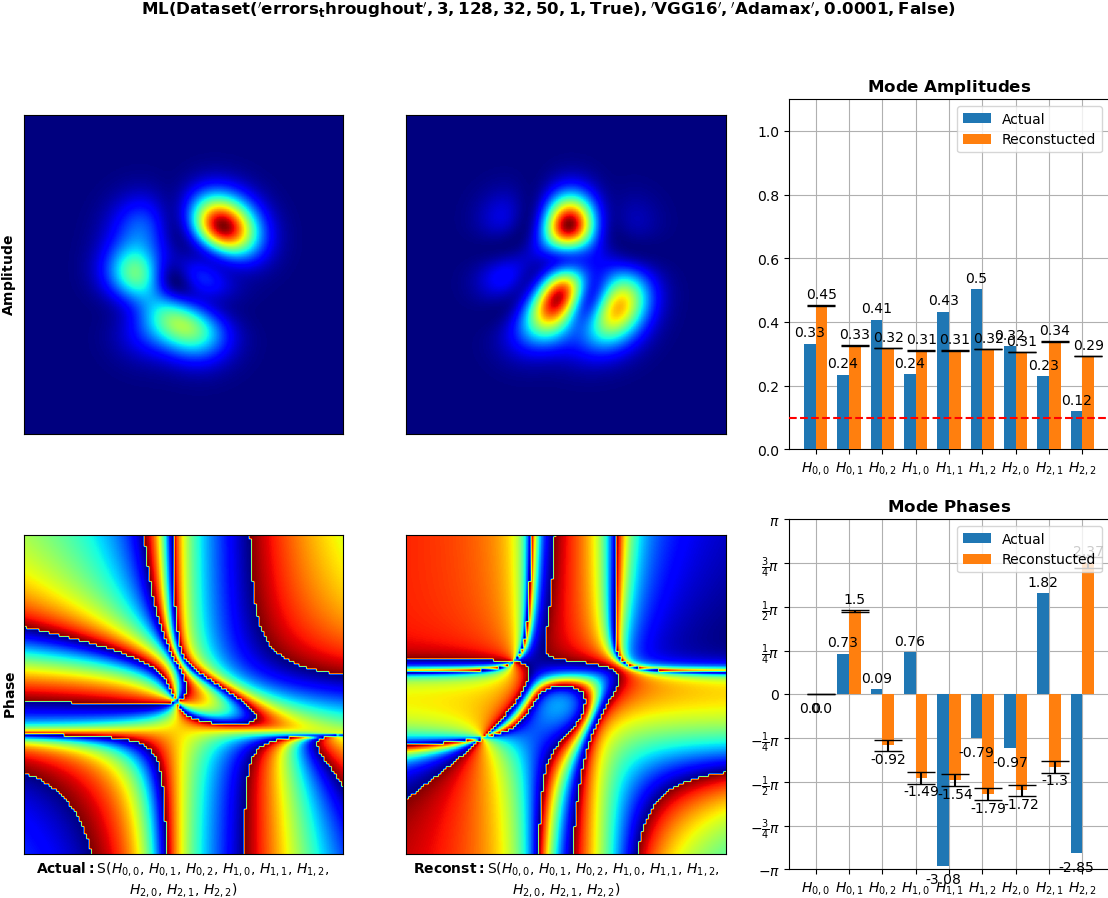 ML(Dataset('errors_throughout', 3, 128, 32, 50, 1, True), 'VGG16', 'Adamax', 0.0001, False)
Amplitude
Mode Amplitudes
Actual
Reconstucted
1.0
0.8
0.6
0.4
0.2
0.0
0.33
0.45
0.24
0.33
0.41
0.32
0.24
0.31
0.43
0.31
0.5
0.32
0.32
0.31
0.23
0.34
0.12
0.29
H0,0 H0,1 H0,2 H1,0 H1,1 H1,2 H2,0 H2,1 H2,2
Phase
Actual: S(H0,0, H0,1, H0,2, H1,0, H1,1, H1,2,
H2,0, H2,1, H2,2)
Reconst: S(H0,0, H0,1, H0,2, H1,0, H1,1, H1,2,
H2,0, H2,1, H2,2)
Mode Phases
Actual
Reconstucted
π
3/4π
1/2π
1/4π
0
−1/4π
−1/2π
−3/4π
−π
0.0
0.0
0.73
1.5
0.09
-0.92
0.76
-1.49
-3.08
-1.54
-0.79
-1.79
-0.97
-1.72
1.82
-1.3
-2.85
2.37
H0,0 H0,1 H0,2 H1,0 H1,1 H1,2 H2,0 H2,1 H2,2